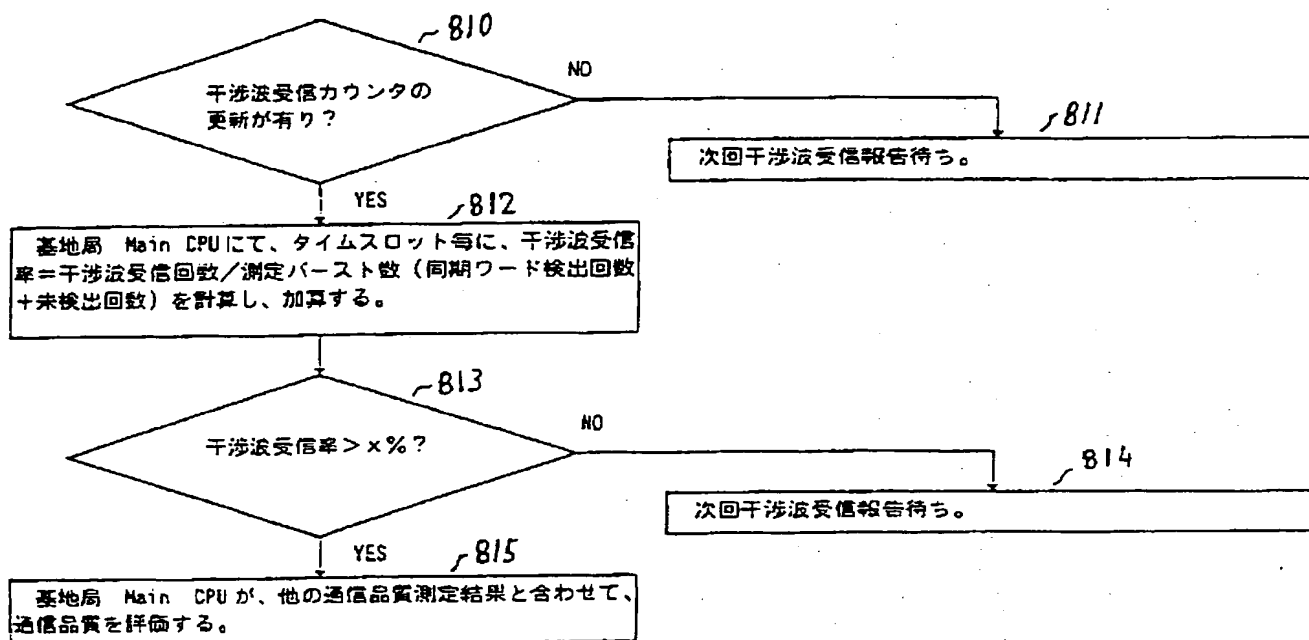 810
干渉波受信カウンタの
更新が有り？
NO
811
次回干渉波受信報告待ち。
YES
812
基地局 Main CPUにて、タイムスロット毎に、干渉波受信
率＝干渉波受信回数／測定バースト数（同期ワード検出回数
＋未検出回数）を計算し、加算する。
813
干渉波受信率＞x％？
NO
814
次回干渉波受信報告待ち。
YES
815
基地局 Main CPUが、他の通信品質測定結果と合わせて、
通信品質を評価する。